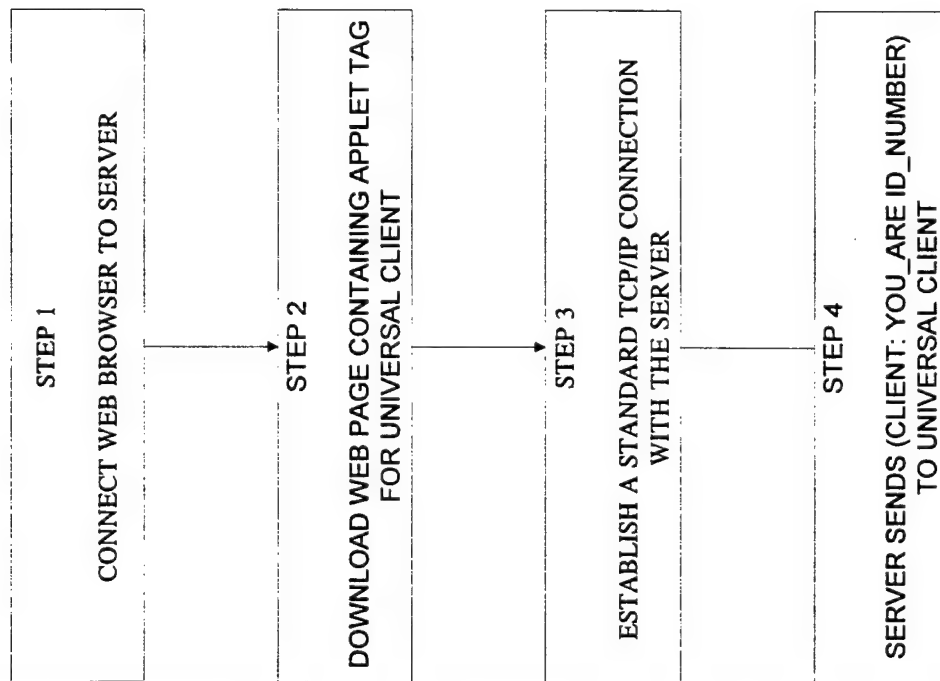 STEP 1
CONNECT WEB BROWSER TO SERVER
STEP 2
DOWNLOAD WEB PAGE CONTAINING APPLET TAG
FOR UNIVERSAL CLIENT
STEP 3
ESTABLISH A STANDARD TCP/IP CONNECTION
WITH THE SERVER
STEP 4
SERVER SENDS (CLIENT: YOU_ARE ID_NUMBER)
TO UNIVERSAL CLIENT